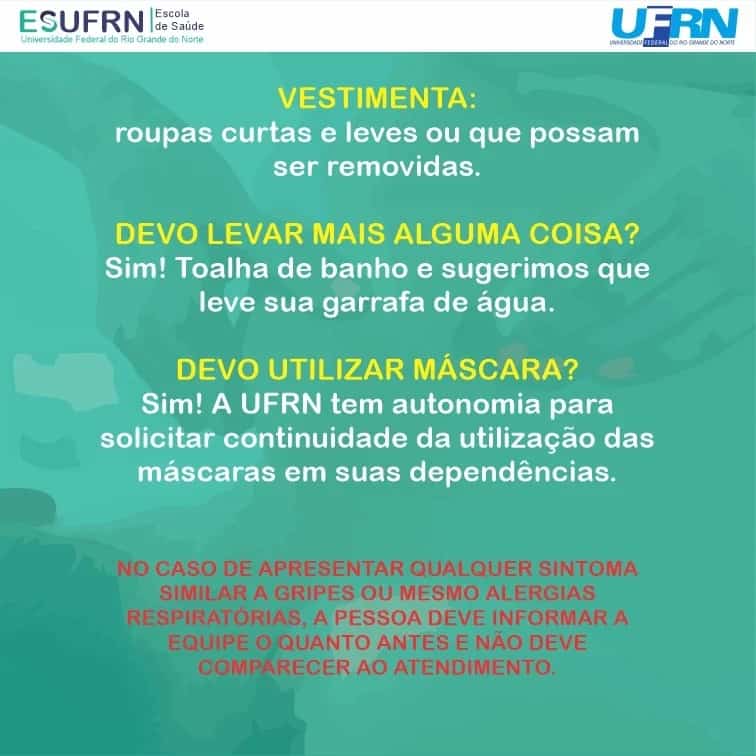 ESUFRN
Escola
de Saúde
Universidade Federal do Rio Grande do Norte
UFRN
UNIVERSIDADE FEDERAL DO RIO GRANDE DO NORTE
VESTIMENTA:
roupas curtas e leves ou que possam
ser removidas.
DEVO LEVAR MAIS ALGUMA COISA?
Sim! Toalha de banho e sugerimos que
leve sua garrafa de água.
DEVO UTILIZAR MÁSCARA?
Sim! A UFRN tem autonomia para
solicitar continuidade da utilização das
máscaras em suas dependências.
NO CASO DE APRESENTAR QUALQUER SINTOMA
SIMILAR A GRIPES OU MESMO ALERGIAS
RESPIRATÓRIAS, A PESSOA DEVE INFORMAR A
EQUIPE O QUANTO ANTES E NÃO DEVE
COMPARECER AO ATENDIMENTO.